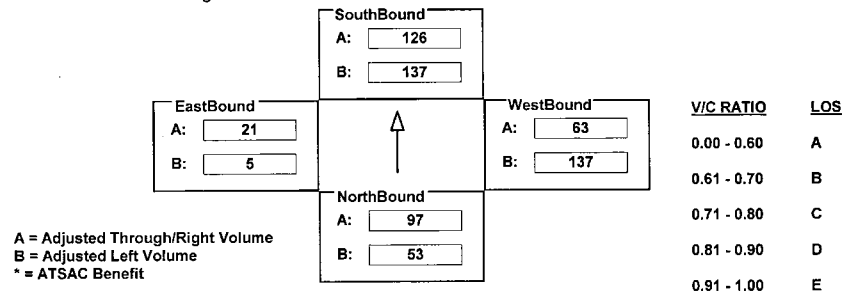 SouthBound
A: 126
B: 137
EastBound
A: 21
B: 5
WestBound
A: 63
B: 137
NorthBound
A: 97
B: 53
A = Adjusted Through/Right Volume
B = Adjusted Left Volume
* = ATSAC Benefit
V/C RATIO LOS
0.00 - 0.60 A
0.61 - 0.70 B
0.71 - 0.80 C
0.81 - 0.90 D
0.91 - 1.00 E